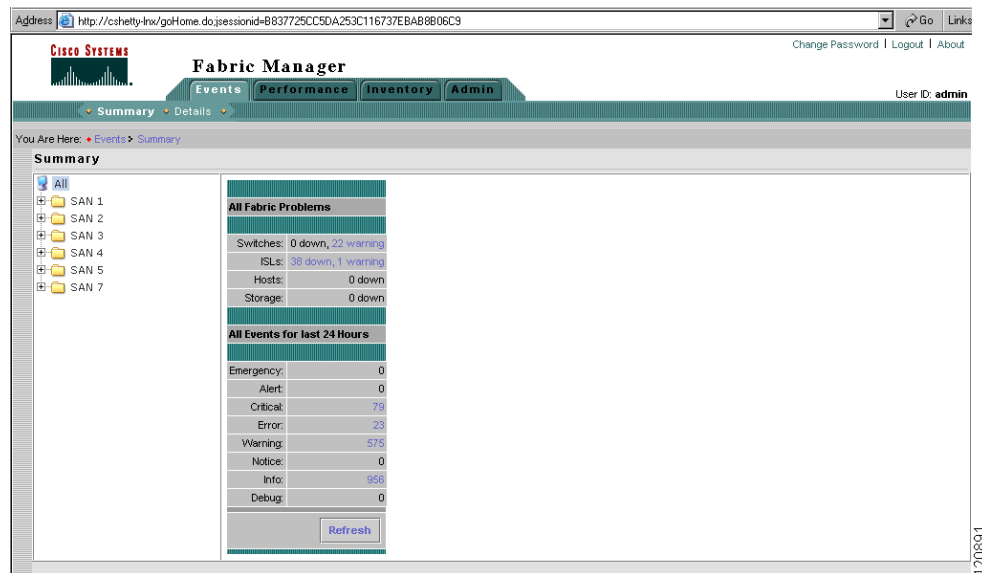 Address http://cshetty-lnx/goHome.do;jsessionid=B837725CC5DA253C116737EBAB8B06C9 Go Links
CISCO SYSTEMS
Change Password | Logout | About
Fabric Manager
Events Performance Inventory Admin
User ID: admin
Summary Details
You Are Here: Events Summary
Summary
All
SAN 1
SAN 2
SAN 3
SAN 4
SAN 5
SAN 7
All Fabric Problems
Switches: 0 down, 22 warning
ISLs: 38 down, 1 warning
Hosts: 0 down
Storage: 0 down
All Events for last 24 Hours
Emergency: 0
Alert: 0
Critical: 79
Error: 23
Warning: 575
Notice: 0
Info: 956
Debug: 0
Refresh
120891